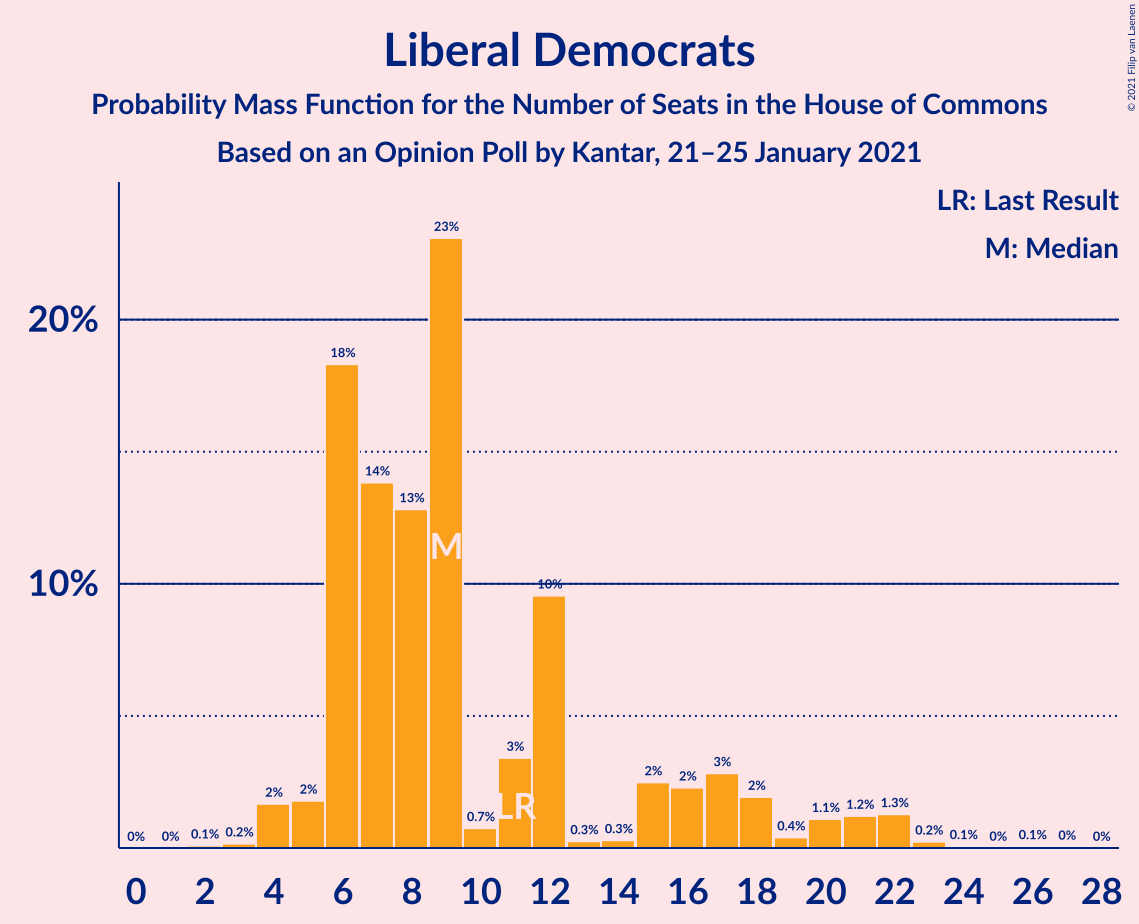 Liberal Democrats
Probability Mass Function for the Number of Seats in the House of Commons
Based on an Opinion Poll by Kantar, 21–25 January 2021
© 2021 Filip van Laenen
LR: Last Result
M: Median
20%
10%
0% 0% 0.1% 0.2% 2% 2% 18% 14% 13% 23% 0.7% 3% 10% 0.3% 0.3% 2% 2% 3% 2% 0.4% 1.1% 1.2% 1.3% 0.2% 0.1% 0% 0.1% 0% 0%
M
LR
0 2 4 6 8 10 12 14 16 18 20 22 24 26 28